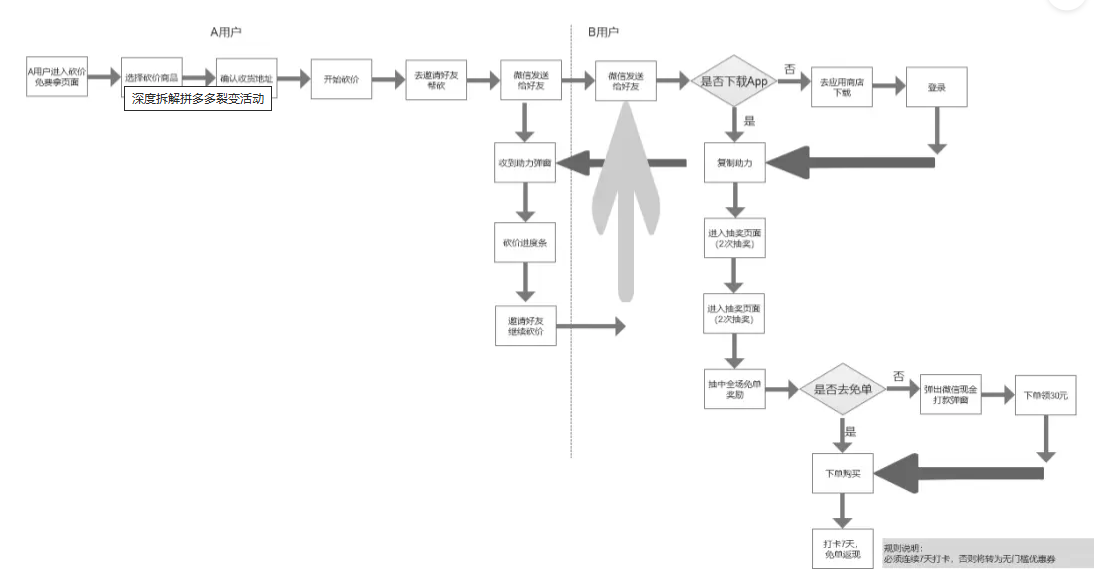 A用户
B用户
A用户进入砍价
免费拿页面
选择砍价商品
确认收货地址
开始砍价
去邀请好友
帮砍
微信发送
给好友
微信发送
给好友
是否下载App
否
去应用商店
下载
登录
深度拆解拼多多裂变活动
是
收到助力弹窗
复制助力
砍价进度条
进入抽奖页面
(2次抽奖)
邀请好友
继续砍价
进入抽奖页面
(2次抽奖)
抽中全场免单
奖励
是否去免单
否
弹出微信现金
打款弹窗
下单领30元
是
下单购买
打卡7天,
免单返现
规则说明:
必须连续7天打卡，否则将转为无门槛优惠券